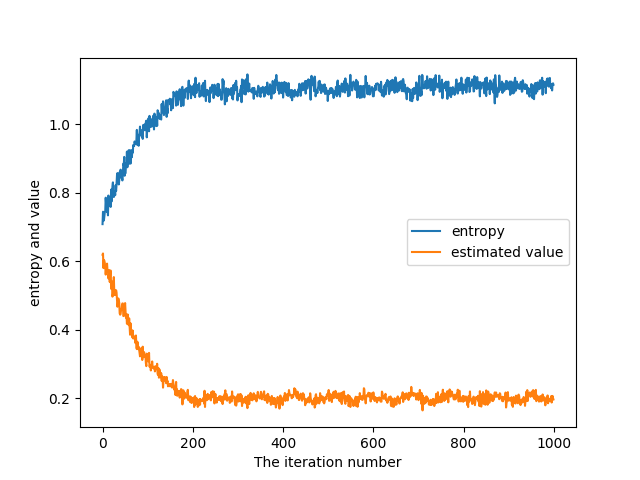 1.0
0.8
0.6
0.4
0.2
entropy and value
entropy
estimated value
0
200
400
600
800
1000
The iteration number